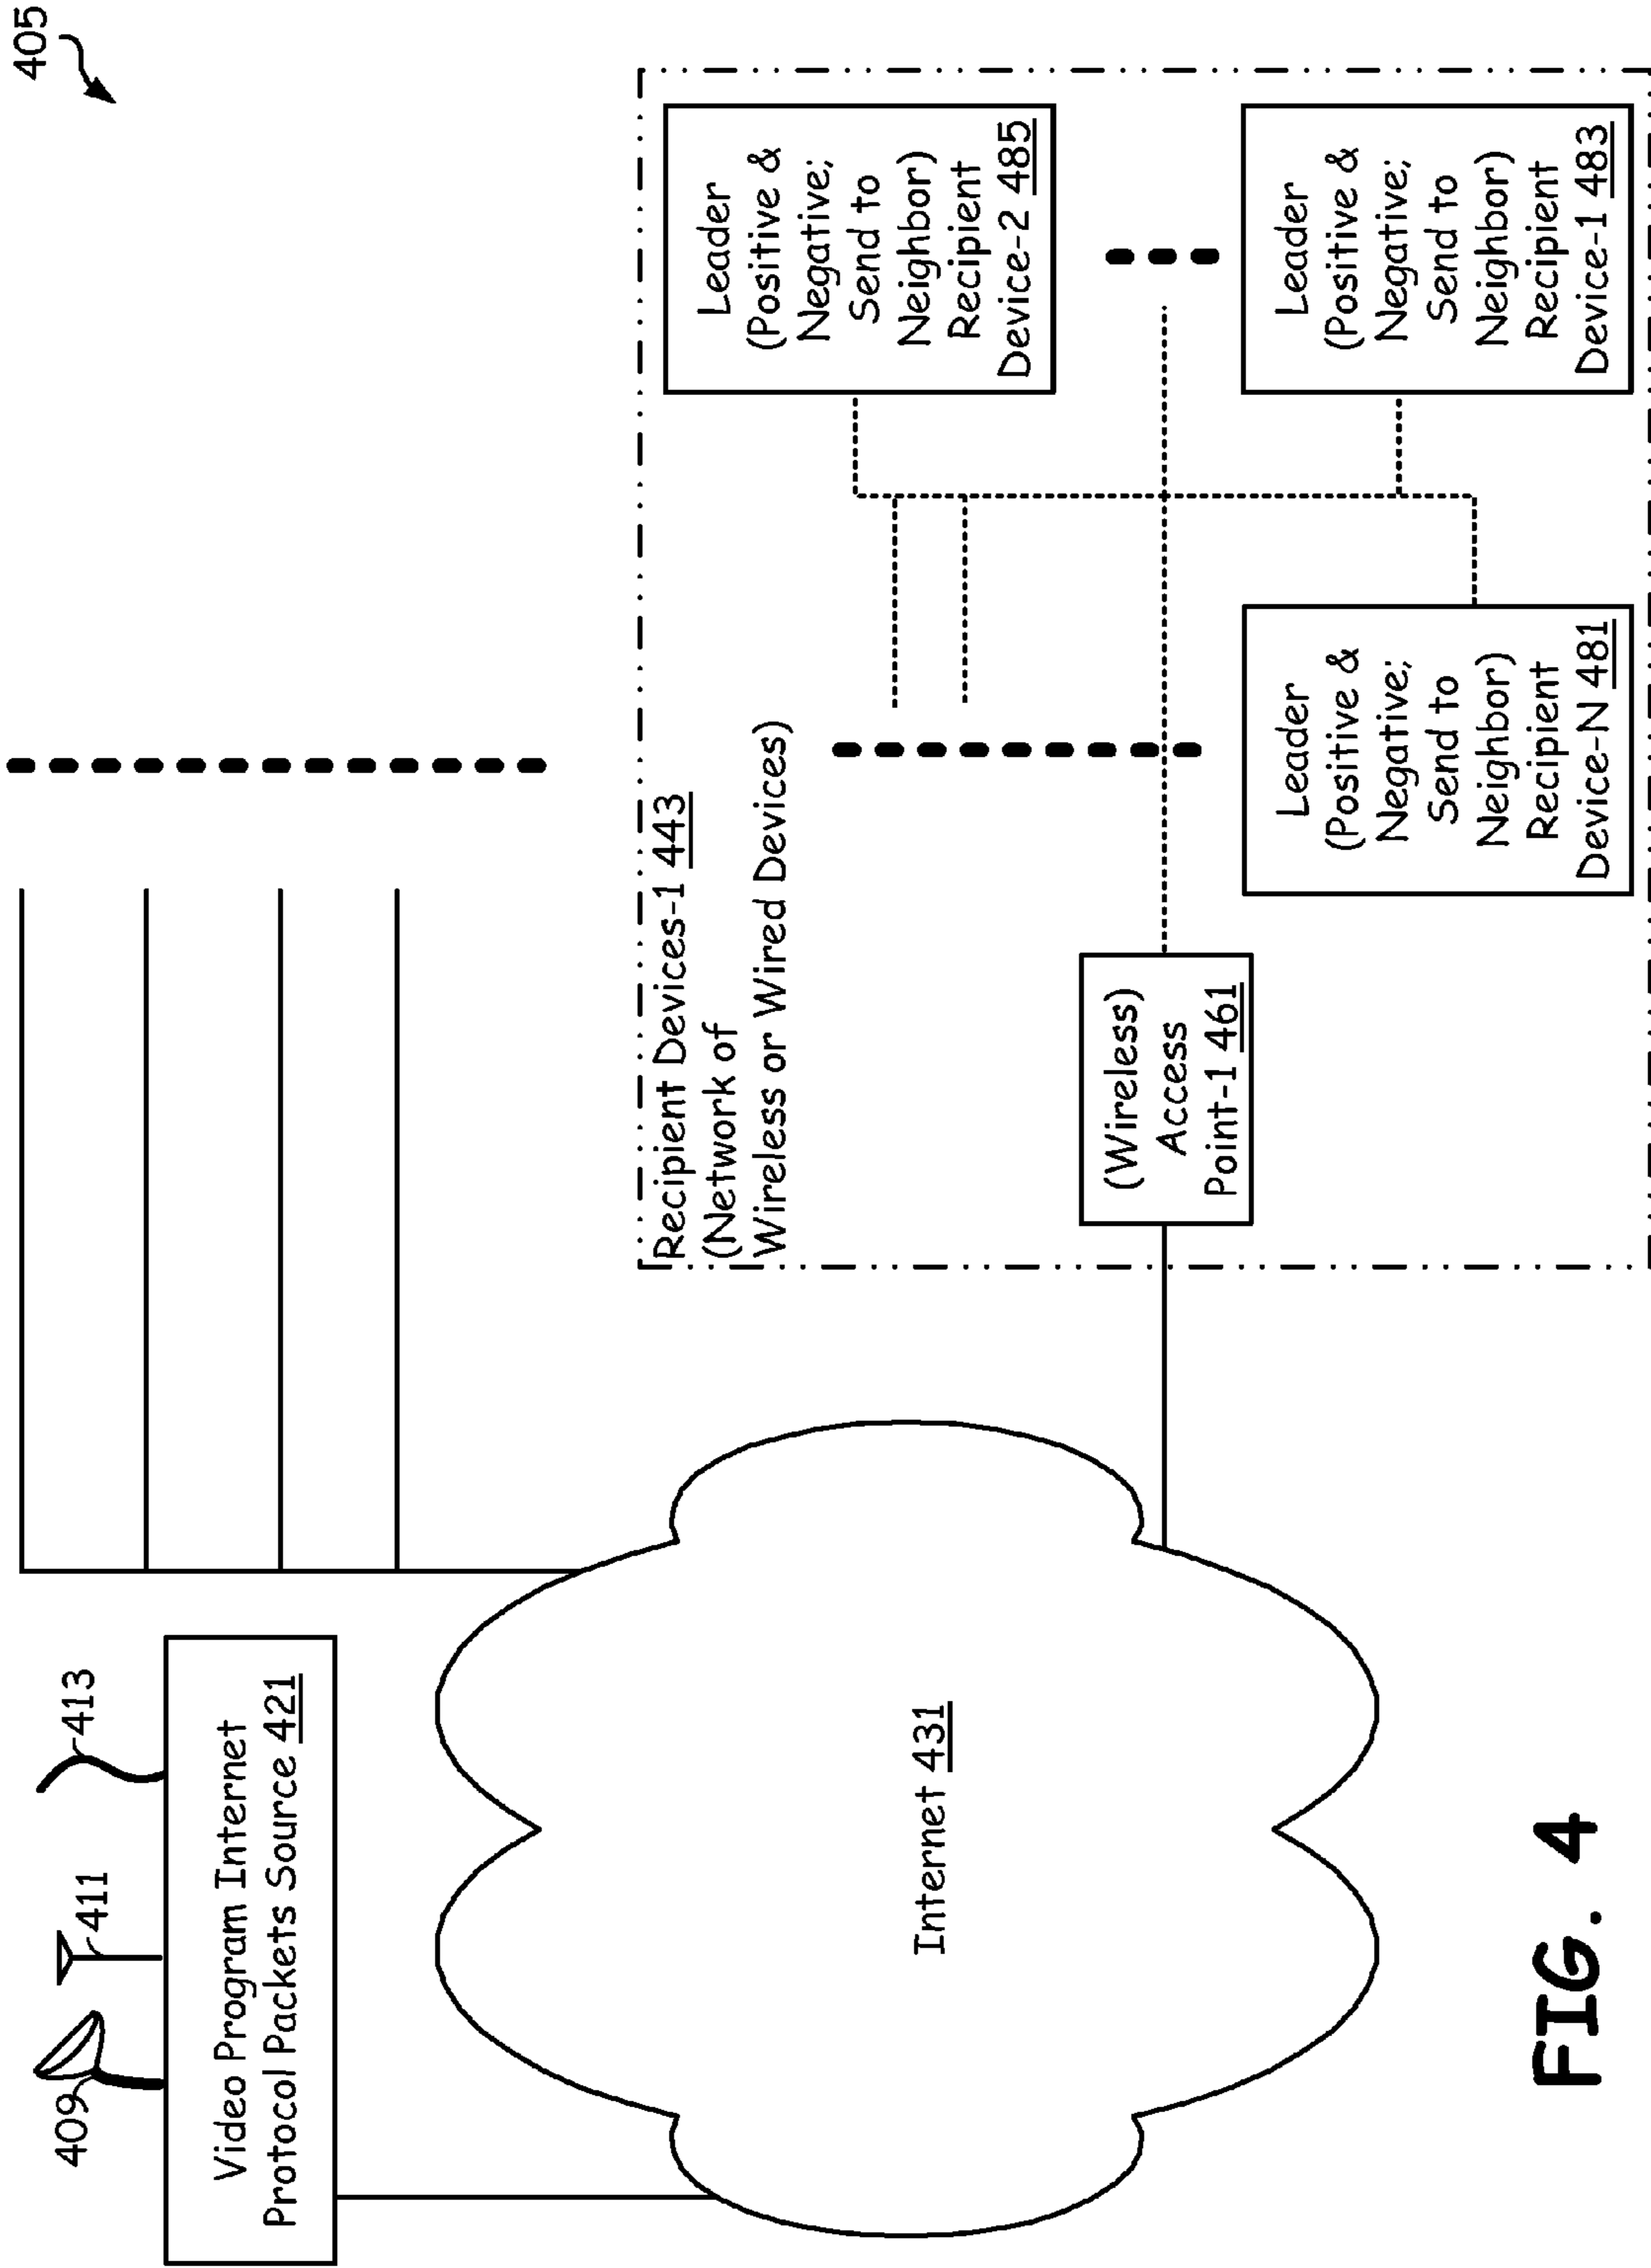 405
409
411
413
Video Program Internet
Protocol Packets Source 421
Internet 431
Recipient Devices-1 443
(Network of
Wireless or Wired Devices)
(Wireless)
Access
Point-1 461
Leader
(Positive &
Negative;
Send to
Neighbor)
Recipient
Device-2 485
Leader
(Positive &
Negative;
Send to
Neighbor)
Recipient
Device-N 481
Leader
(Positive &
Negative;
Send to
Neighbor)
Recipient
Device-1 483
FIG. 4